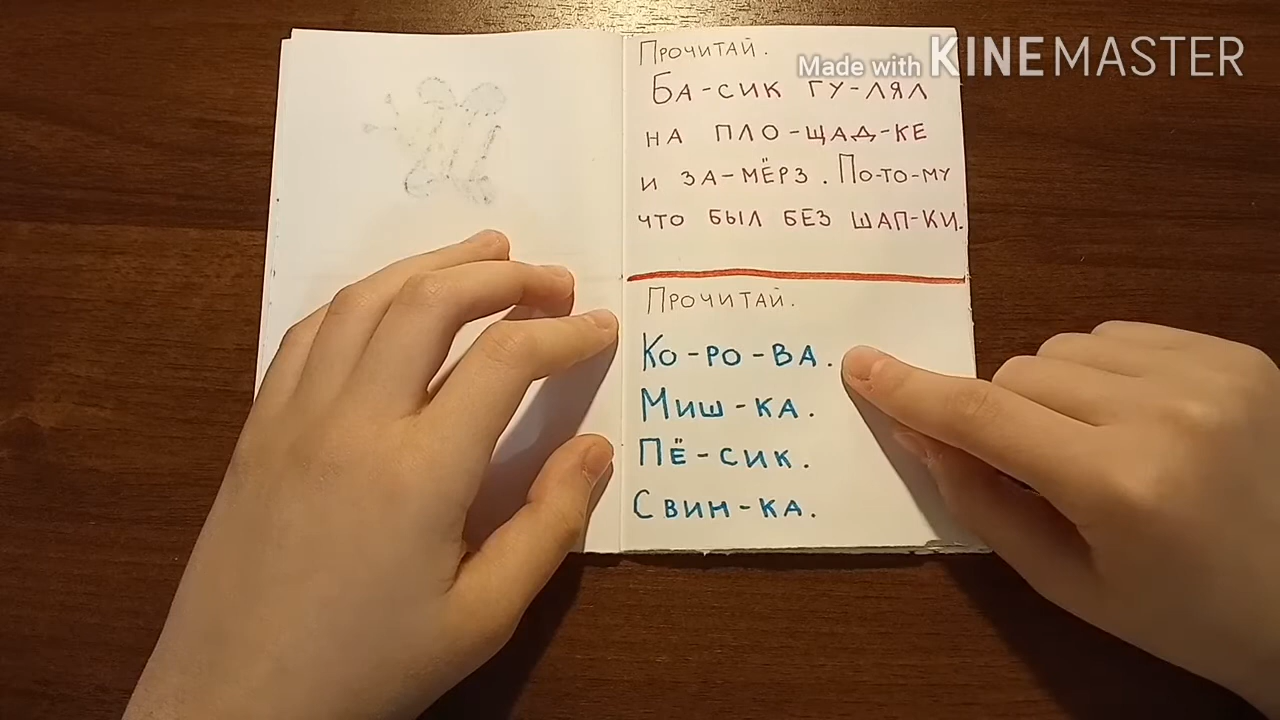 Прочитай.
Made with KINEMASTER
Ба-сик гу-лял
на пло-щад-ке
и за-мёрз. По-то-му
что был без шап-ки.
Прочитай.
Ко-ро-ва.
Миш-ка.
Пё-сик.
Свин-ка.